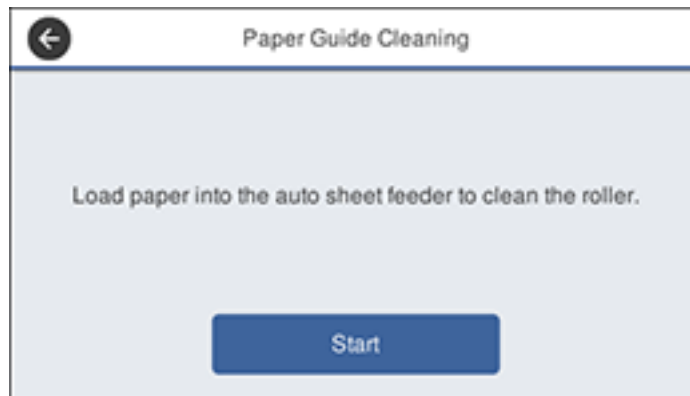 Paper Guide Cleaning
Load paper into the auto sheet feeder to clean the roller.
Start